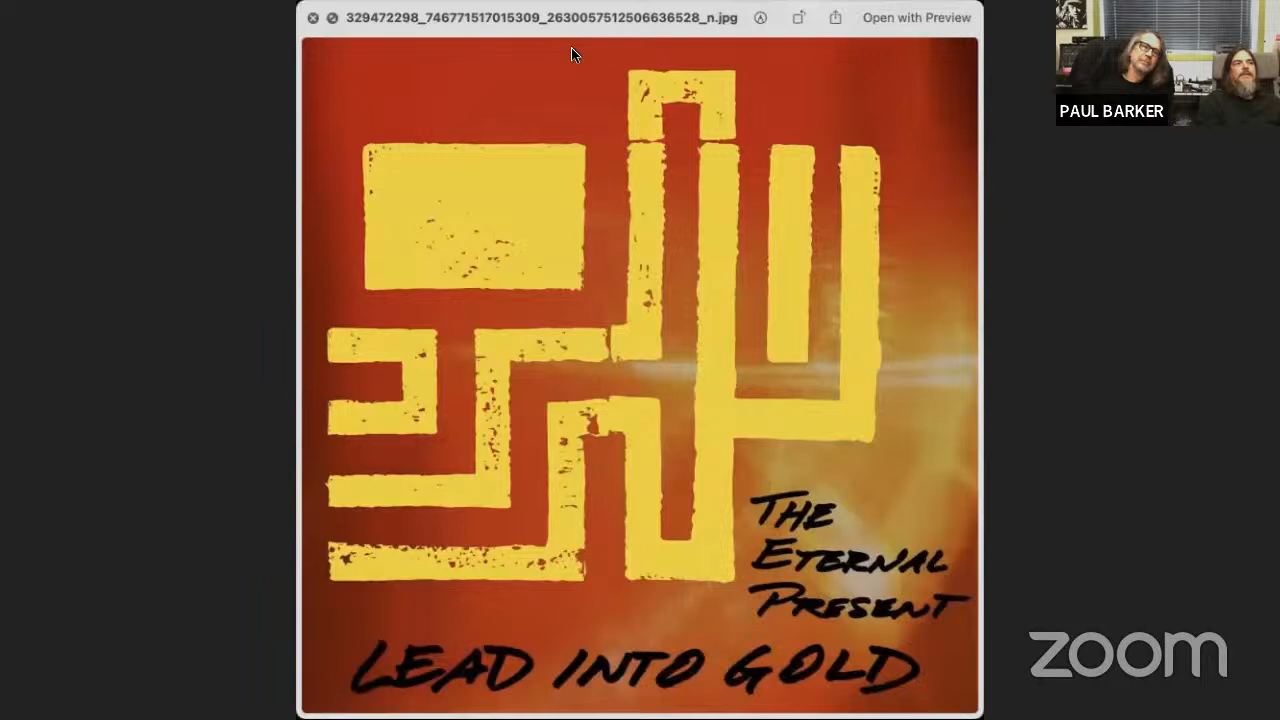 329472298_746771517015309_2630057512506636528_n.jpg
Open with Preview
PAUL BARKER
THE
ETERNAL
PRESENT
LEAD INTO GOLD
zoom